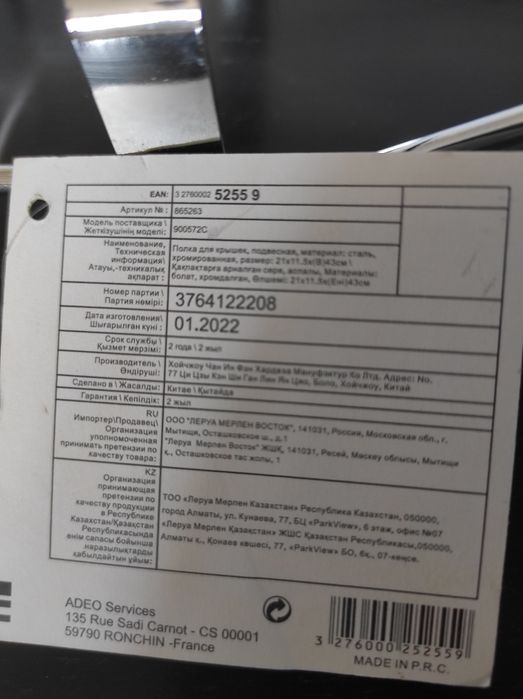 EAN: 3 2760002 5255 9
Артикул № : 865263
Модель поставщика \ 900572C
Жеткізушінің моделі:
Наименование, Полка для крышек, подвесная, материал: сталь,
Техническая хромированная, размер: 21x11.5x(В)43см \
информация\ Қақпақтарға арналған сөре, аспалы, Материалы:
Атауы,-техникалық болат, хромдалған, Өлшемі: 21x11.5x(Ені)43см
ақпарат :
Номер партии \ 3764122208
Партия нөмірі:
Дата изготовления\ 01.2022
Шығарылған күні :
Срок службы \ 2 года \ 2 жыл
Қызмет мерзімі:
Производитель \ Хойчжоу Чан Ин Фан Хардваэ Мануфактур Ко Лтд. Адрес: No.
Өндіруші: 77 Ци Цзы Кан Ши Ган Лин Ян Цяо, Боло, Хойчжоу, Китай
Сделано в \ Жасалды: Китае \ Қытайда
Гарантия \ Кепілдік: 2 жыл
RU
Импортер\Продавец\ ООО "ЛЕРУА МЕРЛЕН ВОСТОК", 141031, Россия, Московская обл., г.
Организация Мытищи, Осташковское ш., д.1
уполномоченная "Леруа Мерлен Восток" ЖШҚ, 141031, Ресей, Мәскеу облысы, Мытищи
принимать претензии по қ., Осташковское тас жолы, 1
качеству товара:
KZ
Организация
принимающая
претензии по ТОО «Леруа Мерлен Казахстан» Республика Казахстан, 050000,
качеству продукции город Алматы, ул. Кунаева, 77, БЦ «ParkView», 6 этаж, офис №07
в Республике «Леруа Мерлен Қазақстан» ЖШС Қазақстан Республикасы,050000,
Казахстан/Қазақстан Алматы қ., Қонаев көшесі, 77, «ParkView» БО, 6қ., 07-кеңсе.
Республикасында
өнім сапасы бойынша
наразылықтарды
қабылдайтын ұйым:
ADEO Services
135 Rue Sadi Carnot - CS 00001
59790 RONCHIN -France
3 276000 252559
MADE IN P.R.C.